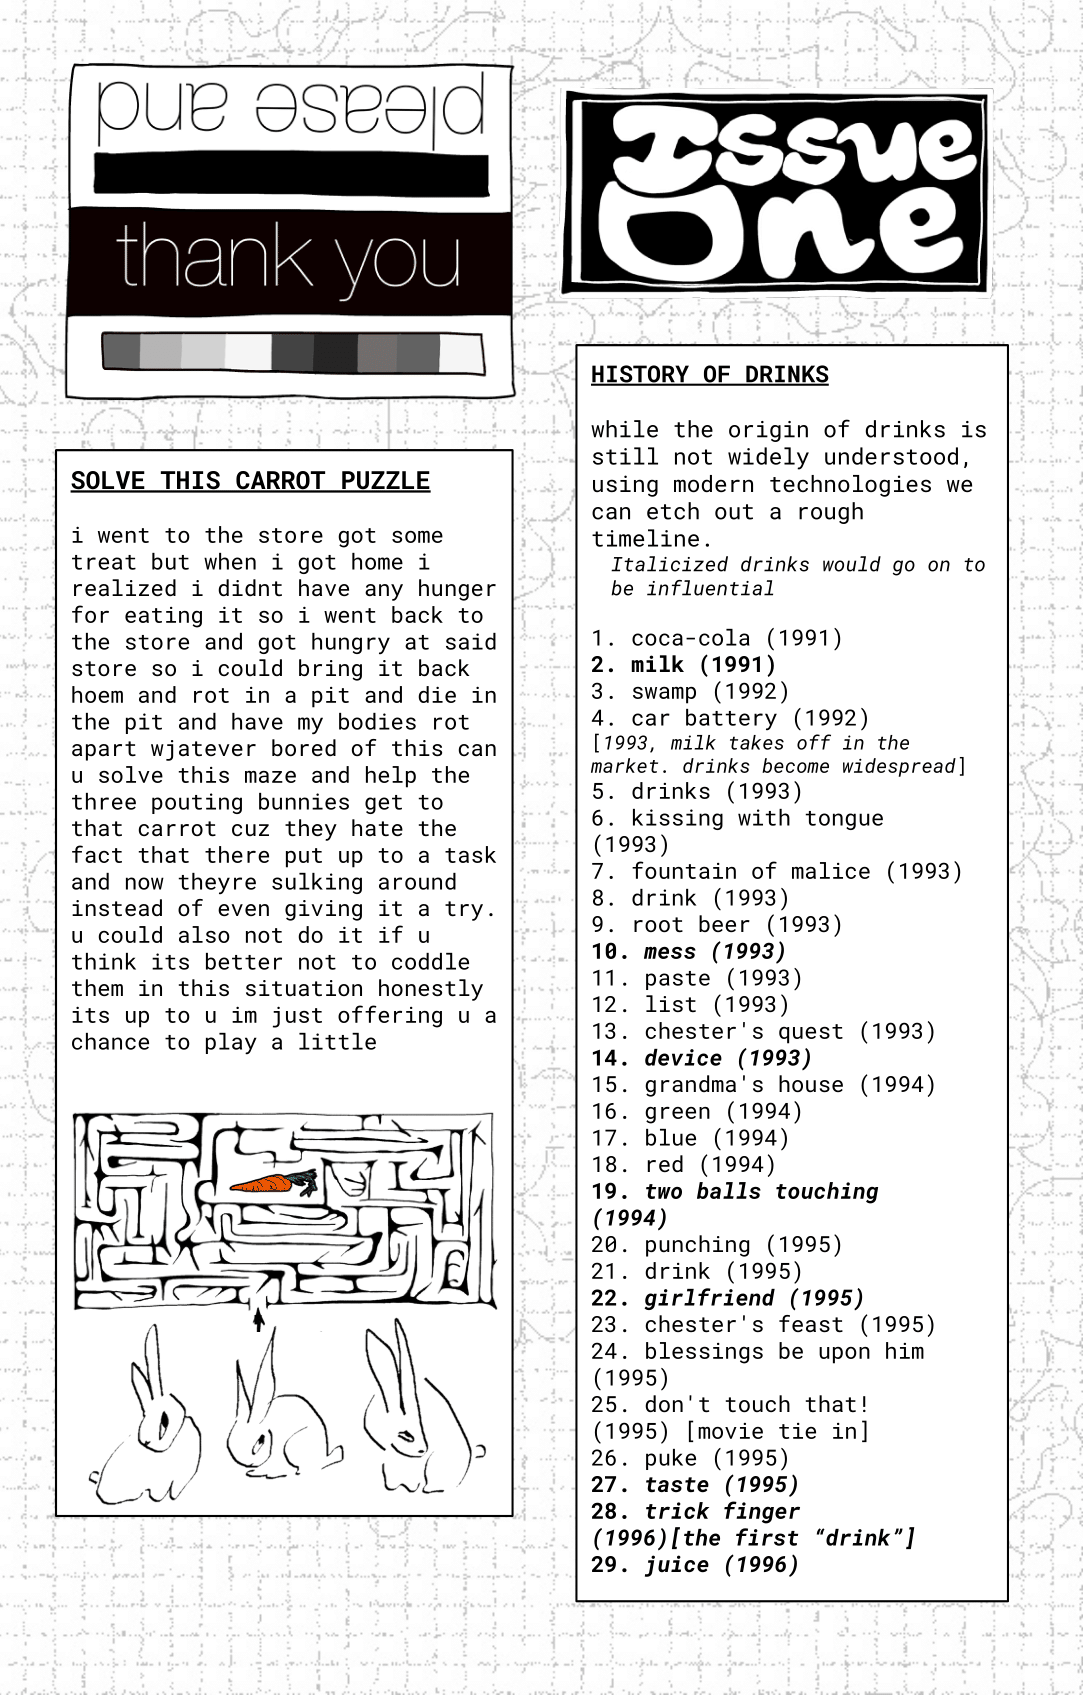 please and
thank you
Issue
One
SOLVE THIS CARROT PUZZLE
i went to the store got some
treat but when i got home i
realized i didnt have any hunger
for eating it so i went back to
the store and got hungry at said
store so i could bring it back
hoem and rot in a pit and die in
the pit and have my bodies rot
apart wjatever bored of this can
u solve this maze and help the
three pouting bunnies get to
that carrot cuz they hate the
fact that there put up to a task
and now theyre sulking around
instead of even giving it a try.
u could also not do it if u
think its better not to coddle
them in this situation honestly
its up to u im just offering u a
chance to play a little
HISTORY OF DRINKS
while the origin of drinks is
still not widely understood,
using modern technologies we
can etch out a rough
timeline.
Italicized drinks would go on to
be influential
1. coca-cola (1991)
2. milk (1991)
3. swamp (1992)
4. car battery (1992)
[1993, milk takes off in the
market. drinks become widespread]
5. drinks (1993)
6. kissing with tongue
(1993)
7. fountain of malice (1993)
8. drink (1993)
9. root beer (1993)
10. mess (1993)
11. paste (1993)
12. list (1993)
13. chester's quest (1993)
14. device (1993)
15. grandma's house (1994)
16. green (1994)
17. blue (1994)
18. red (1994)
19. two balls touching
(1994)
20. punching (1995)
21. drink (1995)
22. girlfriend (1995)
23. chester's feast (1995)
24. blessings be upon him
(1995)
25. don't touch that!
(1995) [movie tie in]
26. puke (1995)
27. taste (1995)
28. trick finger
(1996)[the first “drink”]
29. juice (1996)